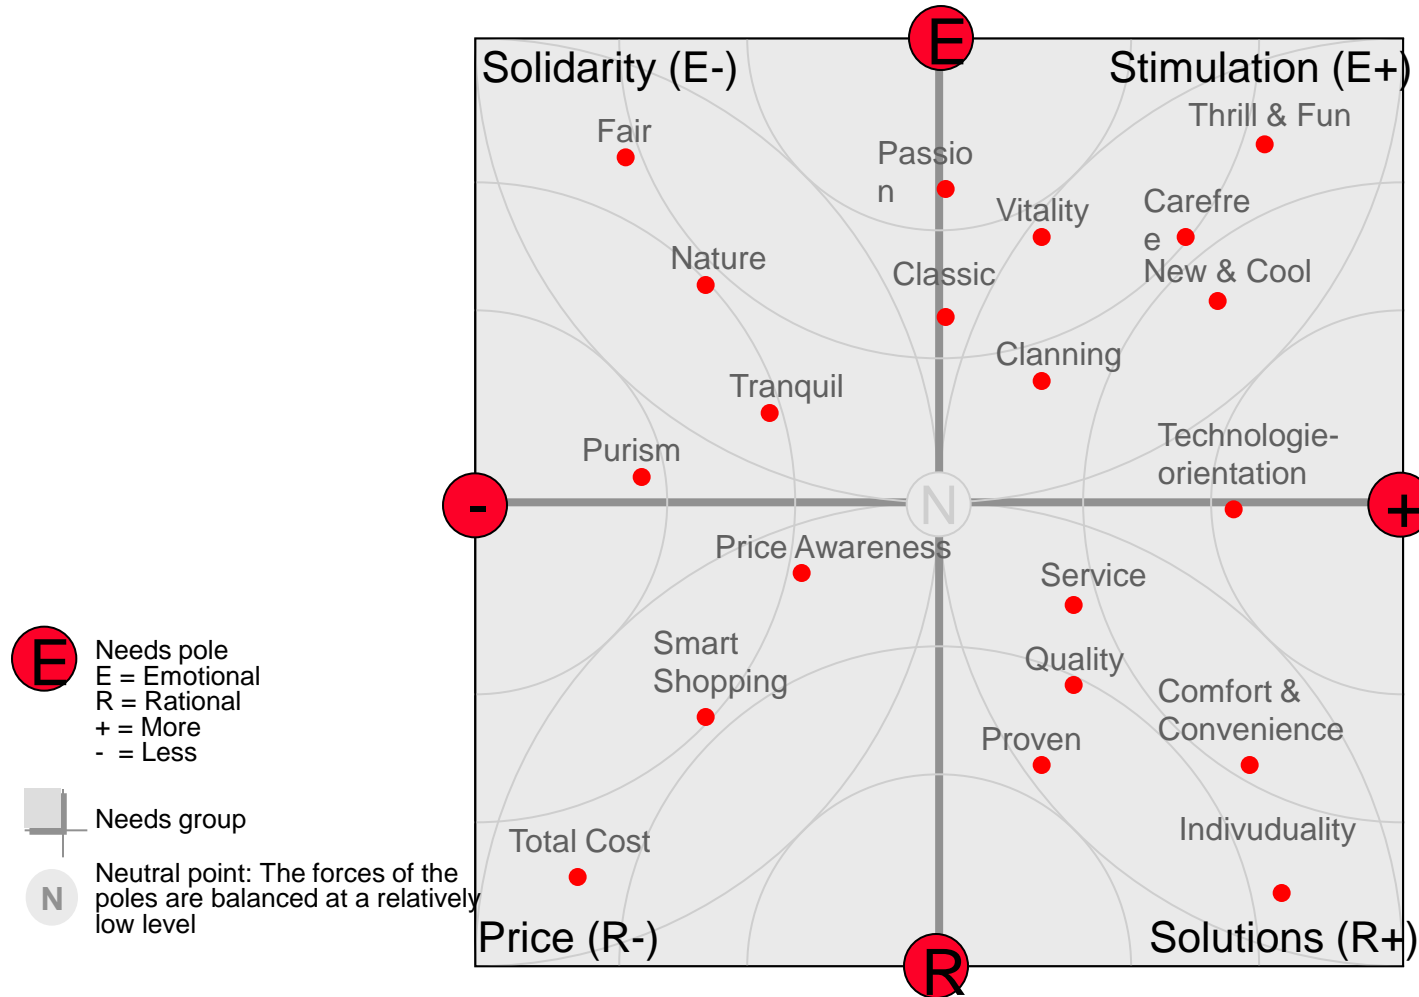 E
Solidarity (E-)
Stimulation (E+)
Thrill & Fun
Fair
Passio
n
Carefre
e
Vitality
Nature
Classic
New & Cool
Clanning
Tranquil
Technologie-
orientation
Purism
-
N
+
Price Awareness
Service
Smart
Shopping
Quality
Comfort &
Convenience
Proven
Indivuduality
Total Cost
Price (R-)
R
Solutions (R+)
E
Needs pole
E = Emotional
R = Rational
+ = More
- = Less
Needs group
N
Neutral point: The forces of the
poles are balanced at a relatively
low level